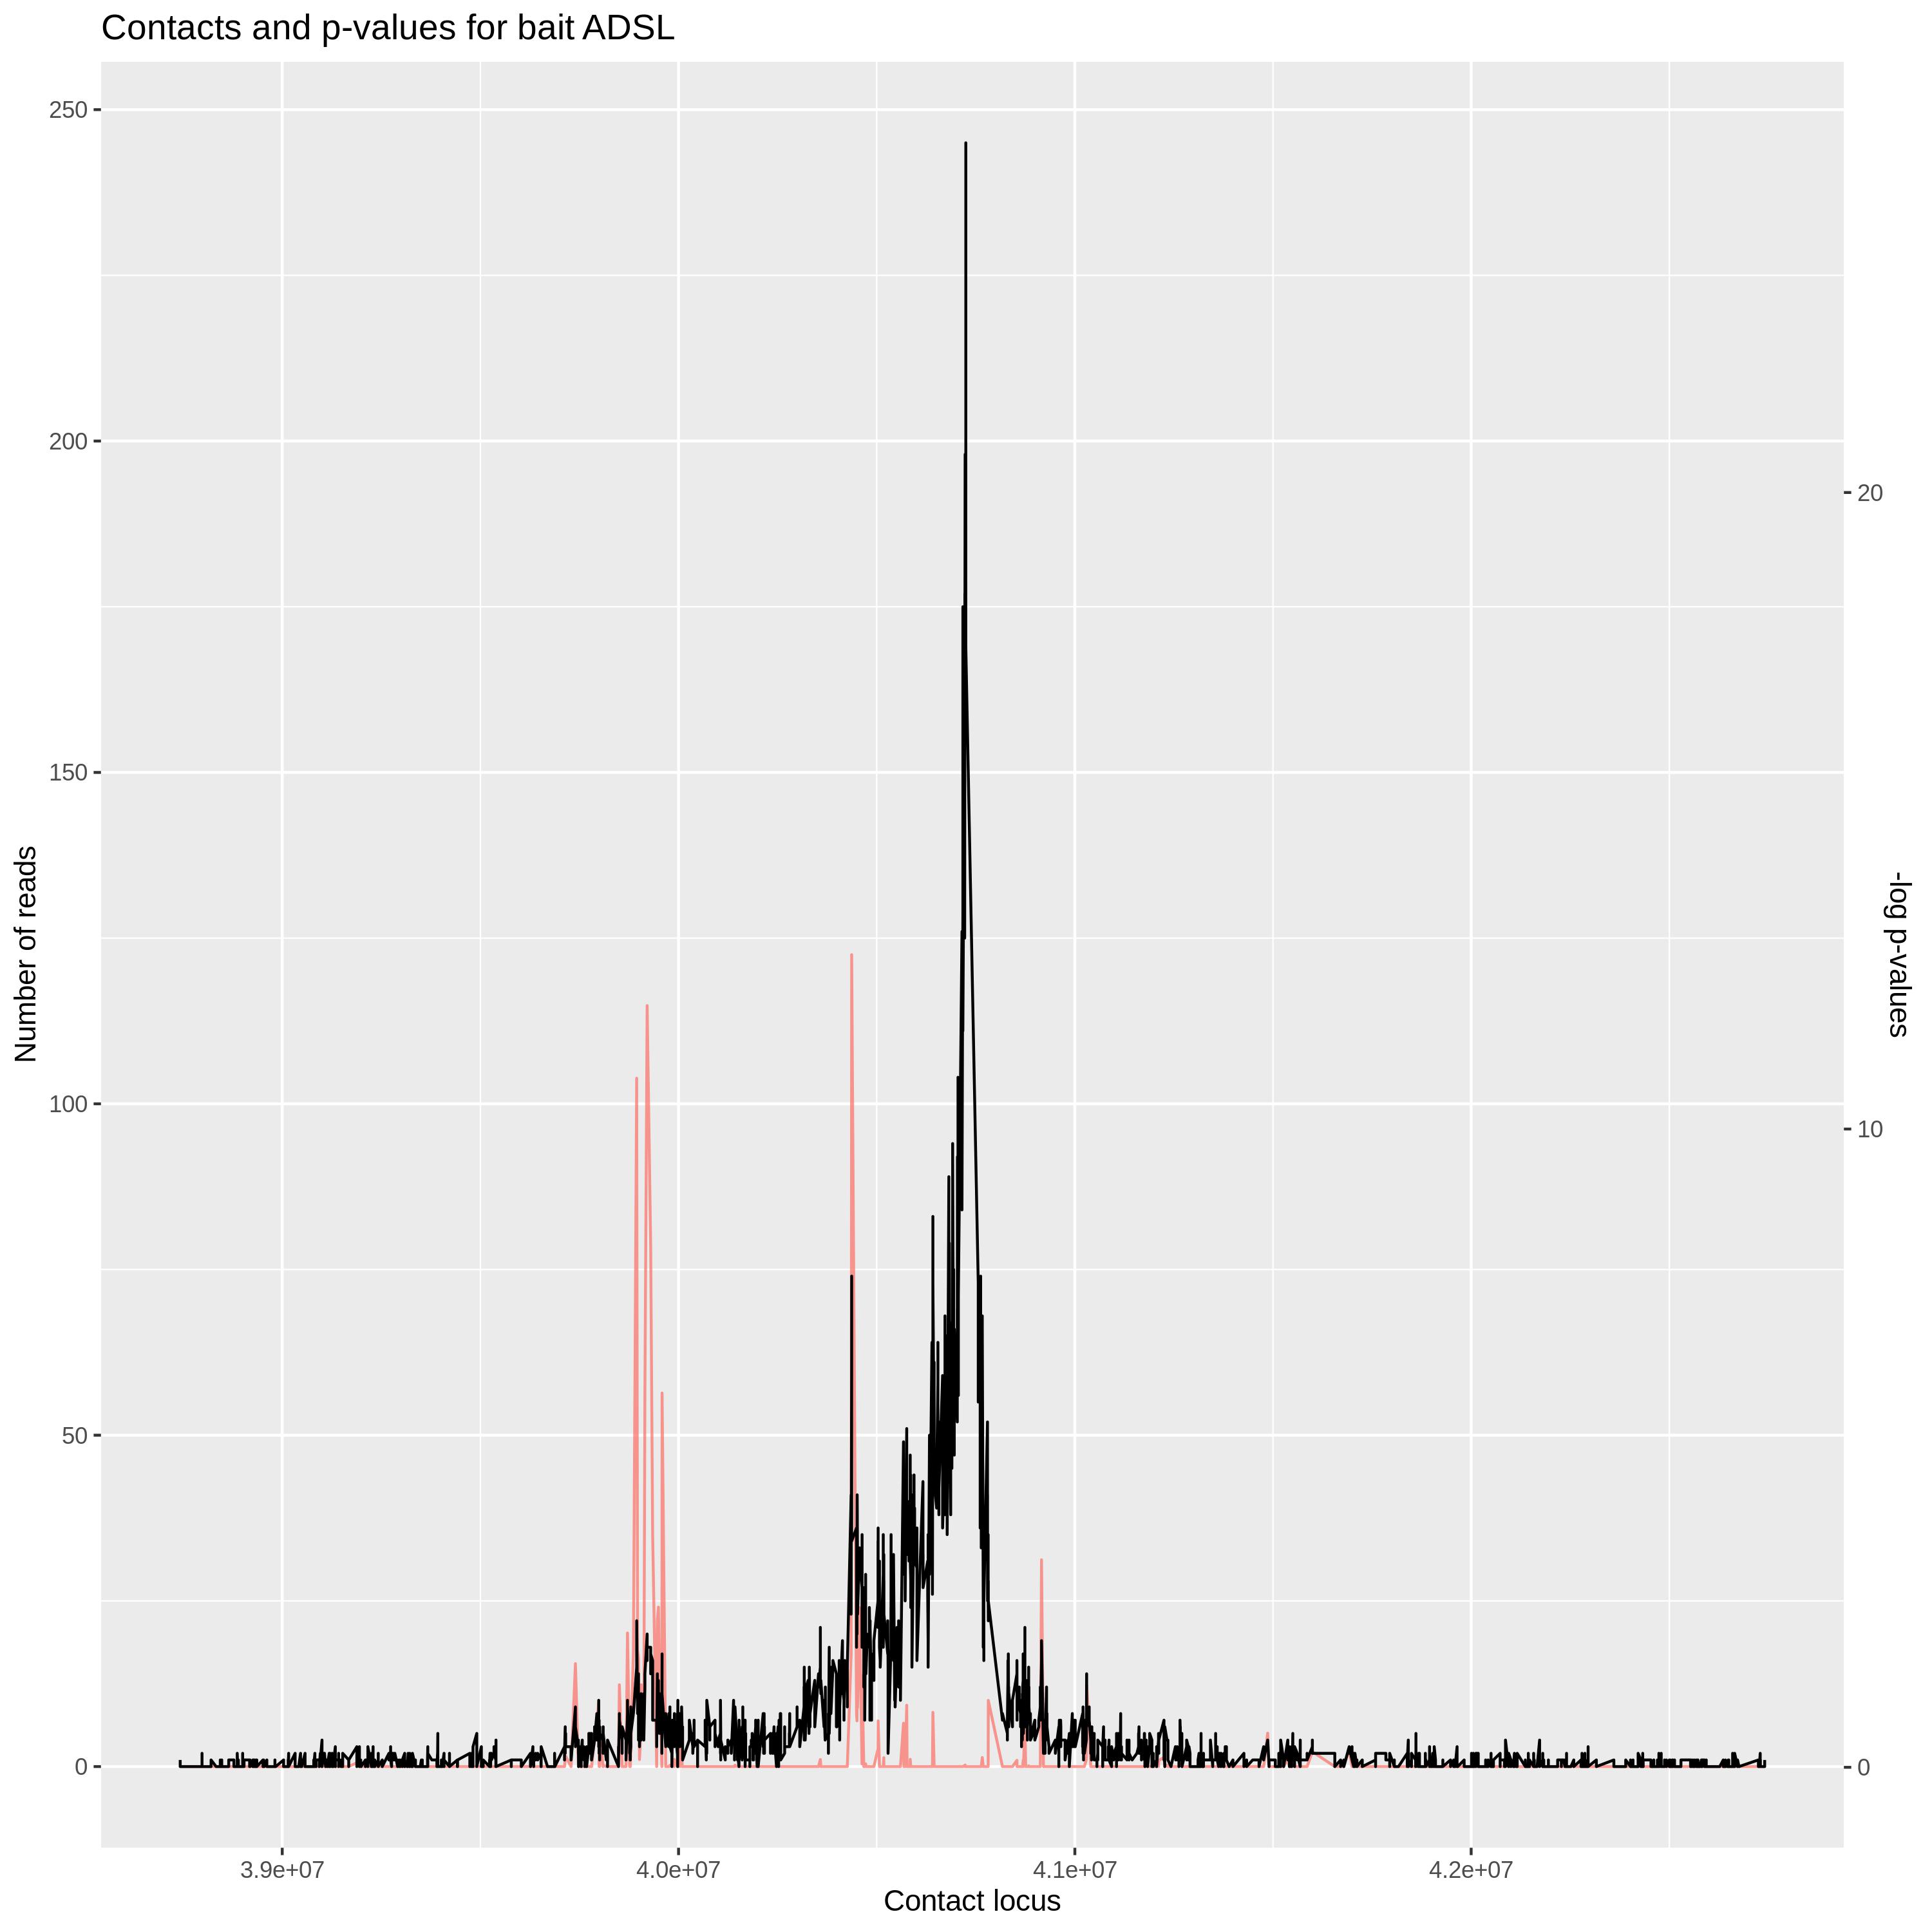 Contacts and p-values for bait ADSL
250
200
150
100
50
0
Number of reads
20
10
0
-log p-values
3.9e+07
4.0e+07
4.1e+07
4.2e+07
Contact locus